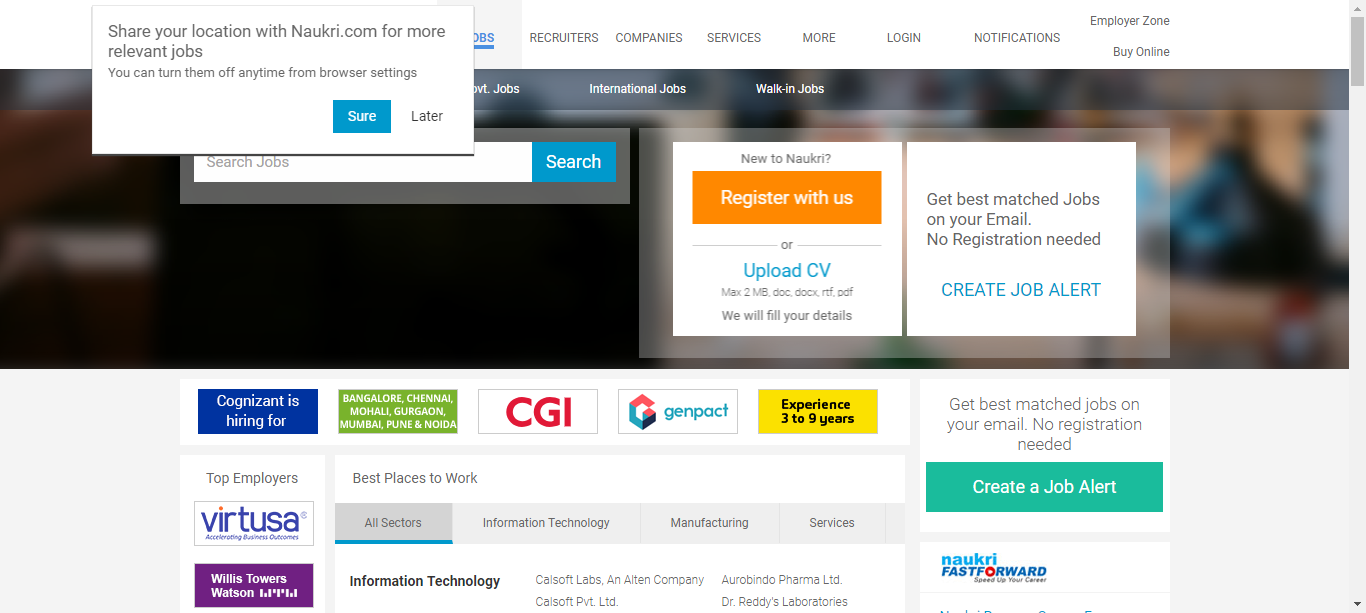 Share your location with Naukri.com for more
relevant jobs
You can turn them off anytime from browser settings
Sure
Later
OBS
RECRUITERS
COMPANIES
SERVICES
MORE
LOGIN
NOTIFICATIONS
Employer Zone
Buy Online
ovt. Jobs
International Jobs
Walk-in Jobs
Search Jobs
Search
New to Naukri?
Register with us
or
Upload CV
Max 2 MB, doc, docx, rtf, pdf
We will fill your details
Get best matched Jobs
on your Email.
No Registration needed
CREATE JOB ALERT
Cognizant is
hiring for
BANGALORE, CHENNAI,
MOHALI, GURGAON,
MUMBAI, PUNE & NOIDA
CGI
genpact
Experience
3 to 9 years
Get best matched jobs on
your email. No registration
needed
Create a Job Alert
Top Employers
virtusa
Accelerating Business Outcomes
Willis Towers
Watson
Best Places to Work
All Sectors
Information Technology
Manufacturing
Services
Information Technology
Calsoft Labs, An Alten Company
Aurobindo Pharma Ltd.
Calsoft Pvt. Ltd.
Dr. Reddy's Laboratories
naukri
FASTFORWARD
Speed Up Your Career